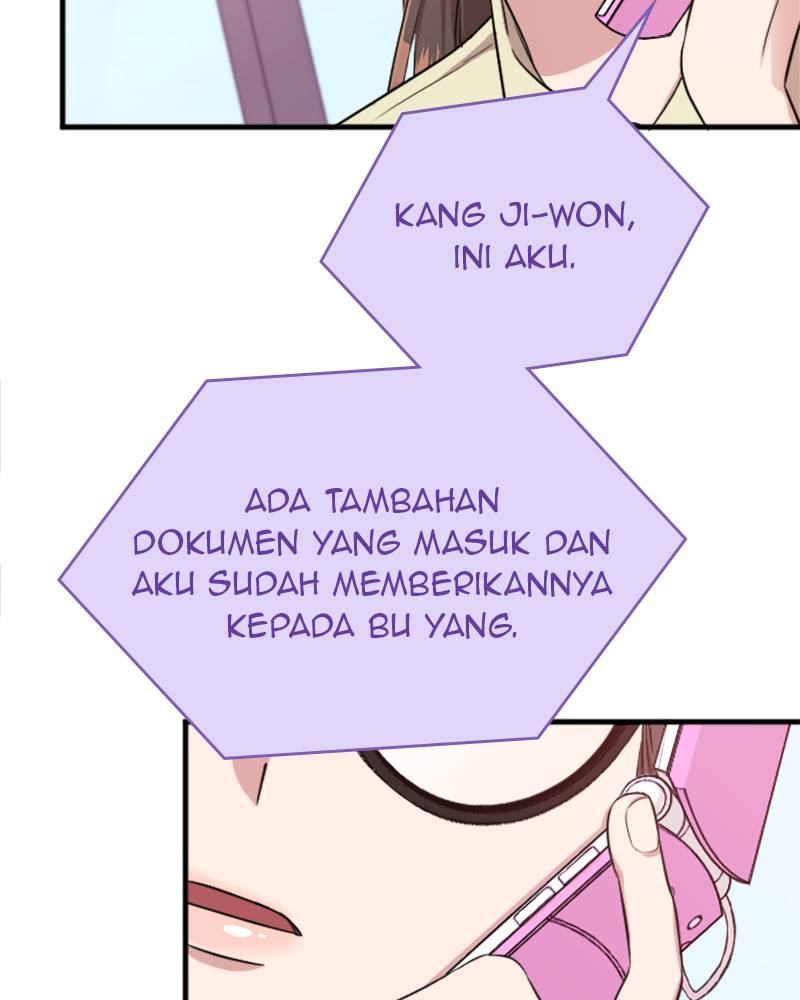 KANG JI-WON,
INI AKU.
ADA TAMBAHAN
DOKUMEN YANG MASUK DAN
AKU SUDAH MEMBERIKANNYA
KEPADA BU YANG.